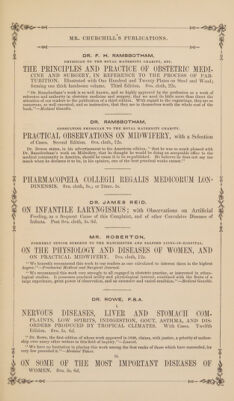 MR. CHURCHILL'S PUBLICATIONS.
DR. F. H. RAMSBOTHAM,
PHYSICIAN TO THE ROYAL MATERNITY CHARITY, ETC.
THE PRINCIPLES AND PRACTICE OF OBSTETRIC MEDI-
CINE AND SURGERY, IN REFERENCE TO THE PROCESS OF PAR-
TURITION. Illustrated with One Hundred and Twenty Plates on Steel and Wood;
forming one thick handsome volume. Third Edition. 8vo. cloth, 22s.
"Dr. Ramsbotham's work is so well known, and so highly approved by the profession as a work of
reference and authority in obstetric medicine and surgery, that we need do little more than direct the
attention of our readers to the publication of a third edition. With regard to the engravings, they are so
numerous, so well executed, and so instructive, that they are in themselves worth the whole cost of the
book."—Medical Gazette.
DR. RAMSBOTHAM,
CONSULTING PHYSICIAN TO THE ROYAL MATERNITY CHARITY.
PRACTICAL OBSERVATIONS ON MIDWIFERY, with a Selection
of Cases. Second Edition. 8vo. cloth, 12s.
Dr. Dewees states, in his advertisement to the American edition, "that he was so much pleased with
Dr. Ramsbotham's work on Midwifery, that he thought he would be doing an acceptable office to the
medical community in America, should he cause it to be re-published. He believes he does not say too
much when he declares it to be, in his opinion, one of the best practical works extant."
PHARMACOPŒIA COLLEGII REGALIS MEDICORUM LON-
DINENSIS. 8vo. cloth, 9s.; or 24mo. 5s.
DR. JAMES REID.
ON INFANTILE LARYNGISMUS; with Observations on Artificial
Feeding, as a frequent Cause of this Complaint, and of other Convulsive Diseases of
Infants. Post 8vo. cloth, 5s. 6d.
MR. ROBERTON,
FORMERLY SENIOR SURGEON TO THE MANCHESTER AND SALFORD LYING-IN HOSPITAL.
ON THE PHYSIOLOGY AND DISEASES OF WOMEN, AND
ON PRACTICAL MIDWIFERY. 8vo. cloth, 12s.
"We honestly recommend this work to our readers as one calculated to interest them in the highest
degree."—Provincial Medical and Surgical Journal.
"We recommend this work very strongly to all engaged in obstetric practice, or interested in ethno-
logical studies. It possesses practical utility and physiological interest, combined with the fruits of a
large experience, great power of observation, and an extensive and varied erudition."—Medical Gazette.
DR. ROWE, F.S.A.
I.
NERVOUS DISEASES, LIVER AND STOMACH COM-
PLAINTS, LOW SPIRITS, INDIGESTION, GOUT, ASTHMA, AND DIS-
ORDERS PRODUCED BY TROPICAL CLIMATES. With Cases. Twelfth
Edition. 8vo. 5s. 6d.
"Dr. Rowe, the first edition of whose work appeared in 1820, claims, with justice, a priority of author-
ship over many other writers in this field of inquiry."—Lancet.
"We have no hesitation in placing this work among the first ranks of those which have succeeded, by
very few preceded it."—Medical Times.
II.
ON SOME OF THE MOST IMPORTANT DISEASES OF
WOMEN. 8vo. 5s. 6d.